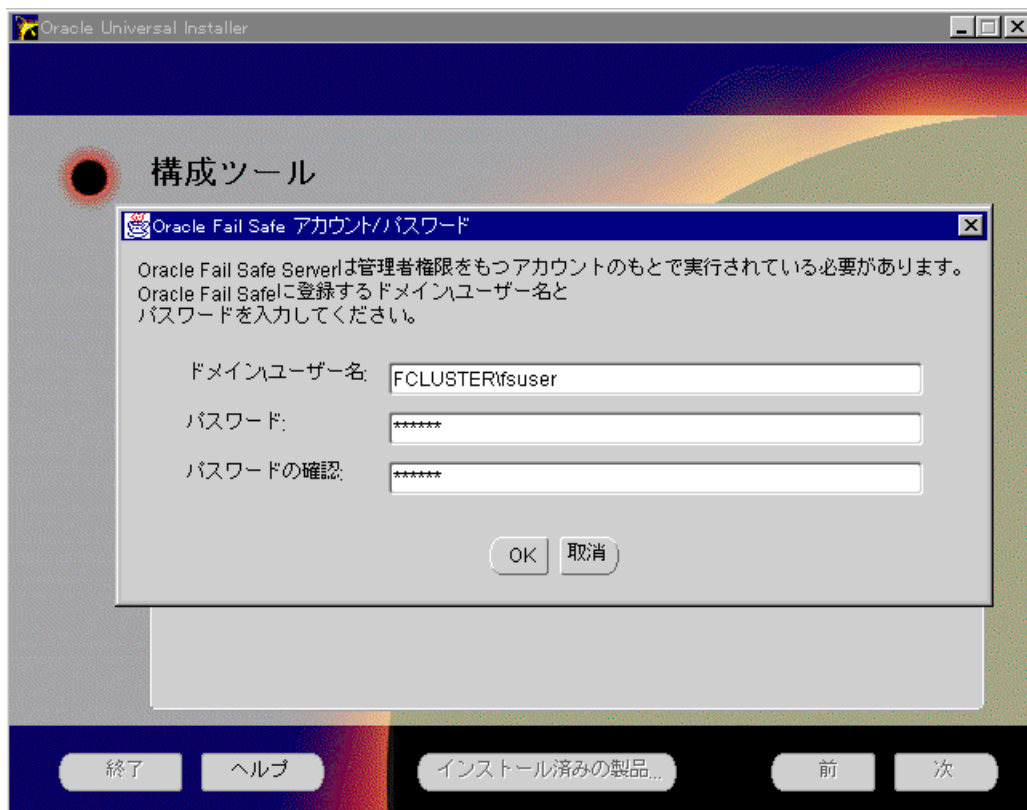 Oracle Universal Installer
構成ツール
Oracle Fail Safe アカウント/パスワード
Oracle Fail Safe Serverは管理者権限をもつアカウントのもとで実行されている必要があります。
Oracle Fail Safeに登録するドメイン\ユーザー名と
パスワードを入力してください。
ドメイン\ユーザー名: FCLUSTER\fsuser
パスワード: ******
パスワードの確認: ******
OK 取消
終了 ヘルプ インストール済みの製品... 前 次